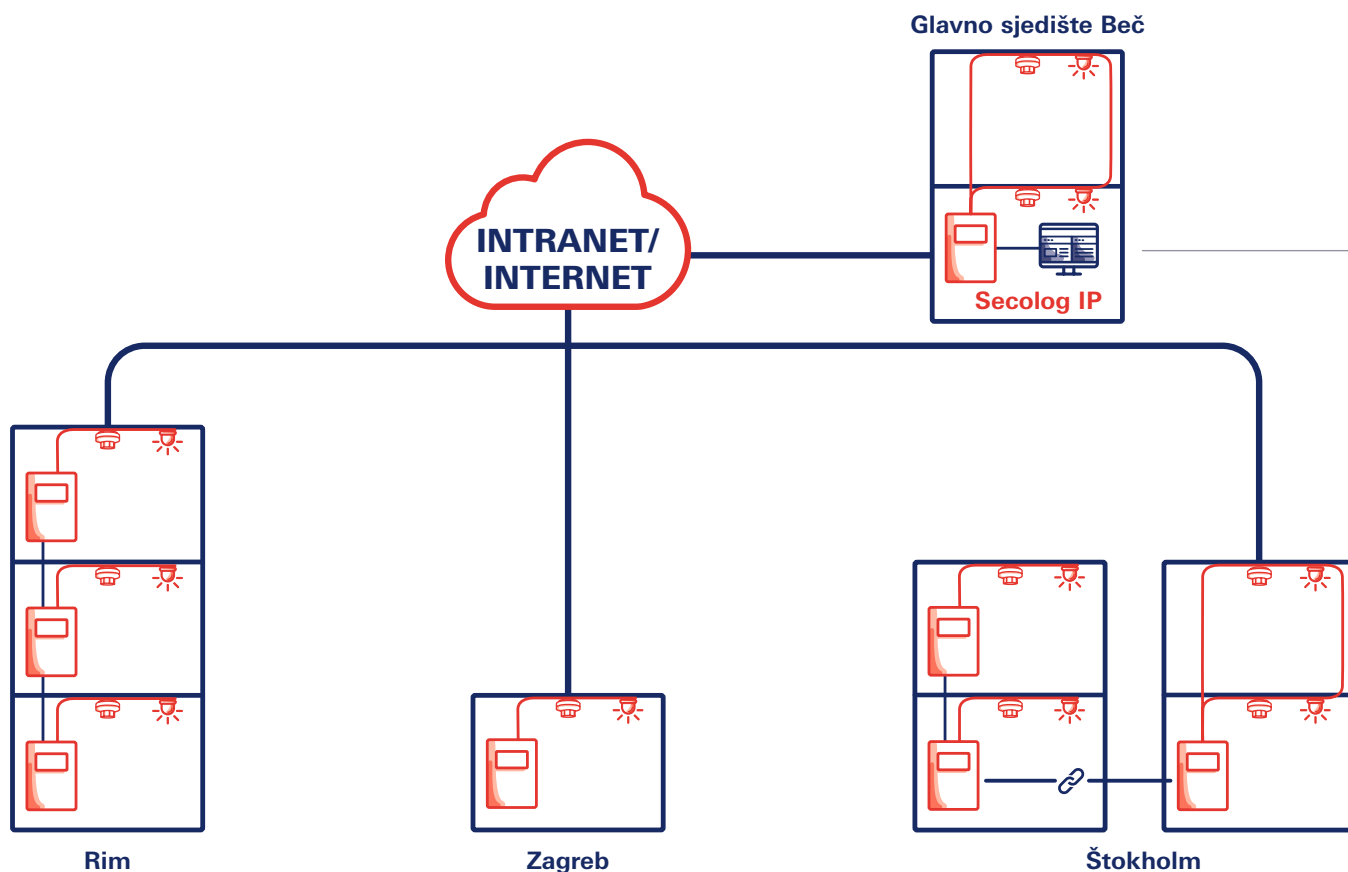 Glavno sjedište Beč
INTRANET/
INTERNET
Secolog IP
Rim
Zagreb
Štokholm